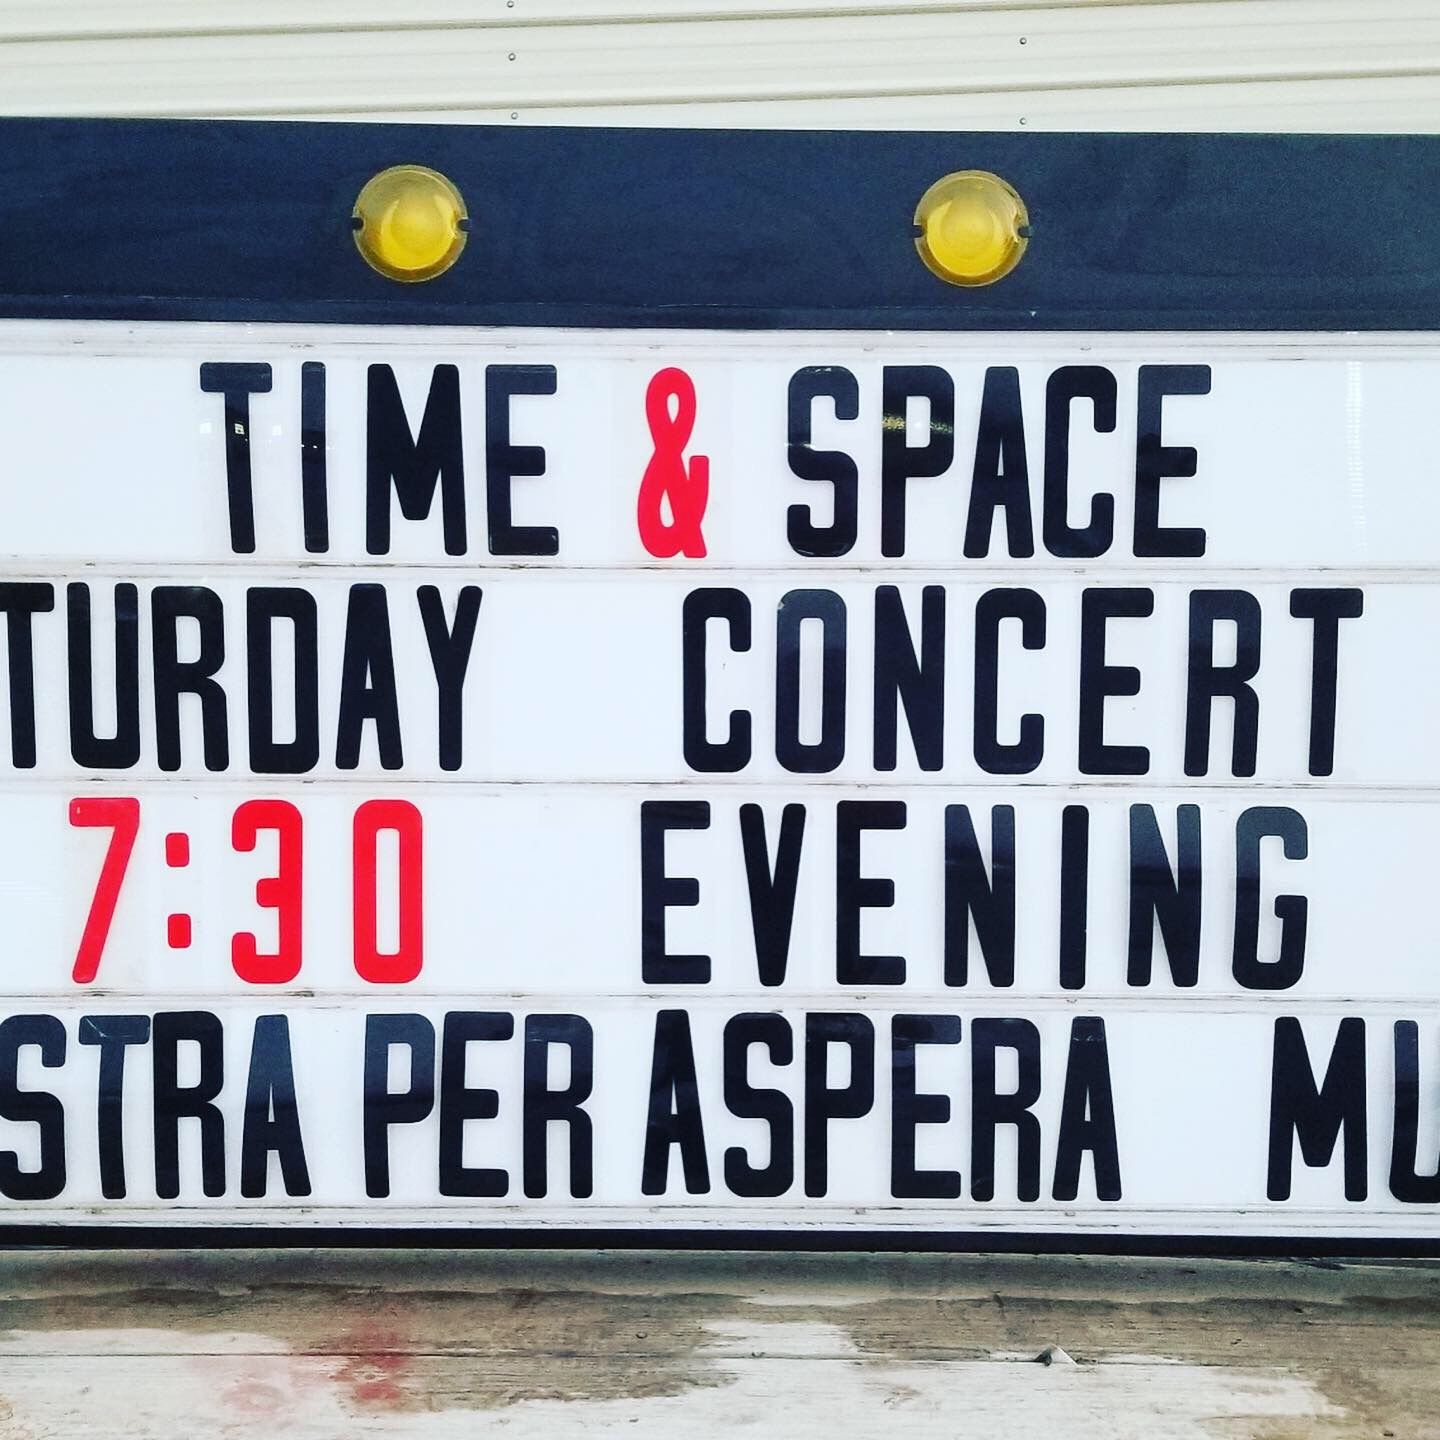 TIME & SPACE
TURDAY CONCERT
7:30 EVENING
STRA PER ASPERA MU